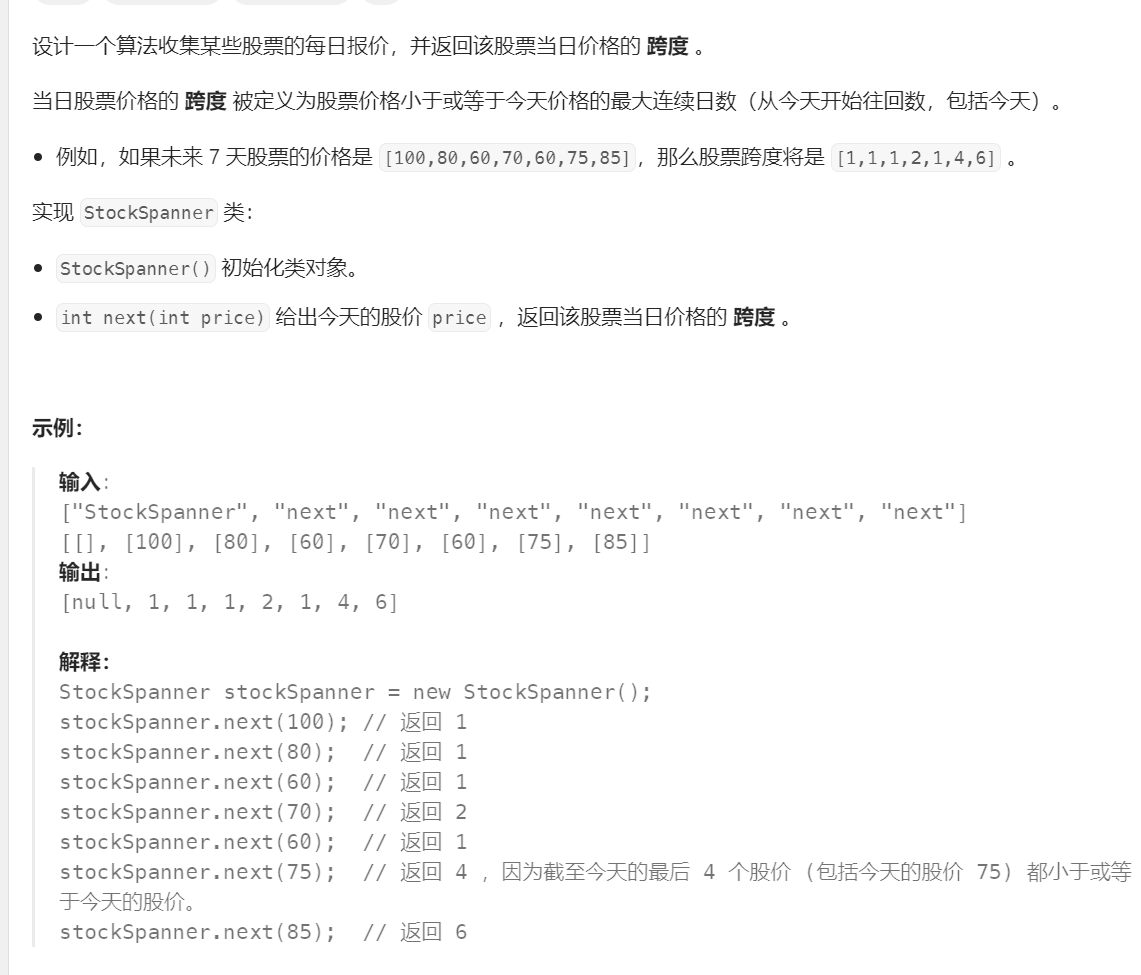 设计一个算法收集某些股票的每日报价，并返回该股票当日价格的 跨度 。
当日股票价格的 跨度 被定义为股票价格小于或等于今天价格的最大连续日数（从今天开始往回数，包括今天）。
• 例如，如果未来 7 天股票的价格是 [100,80,60,70,60,75,85]，那么股票跨度将是 [1,1,1,2,1,4,6] 。
实现 StockSpanner 类：
• StockSpanner() 初始化类对象。
• int next(int price) 给出今天的股价 price ，返回该股票当日价格的 跨度 。
示例：
输入：
["StockSpanner", "next", "next", "next", "next", "next", "next", "next"]
[[], [100], [80], [60], [70], [60], [75], [85]]
输出：
[null, 1, 1, 1, 2, 1, 4, 6]
解释：
StockSpanner stockSpanner = new StockSpanner();
stockSpanner.next(100); // 返回 1
stockSpanner.next(80);  // 返回 1
stockSpanner.next(60);  // 返回 1
stockSpanner.next(70);  // 返回 2
stockSpanner.next(60);  // 返回 1
stockSpanner.next(75);  // 返回 4 ，因为截至今天的最后 4 个股价 (包括今天的股价 75) 都小于或等
于今天的股价。
stockSpanner.next(85);  // 返回 6